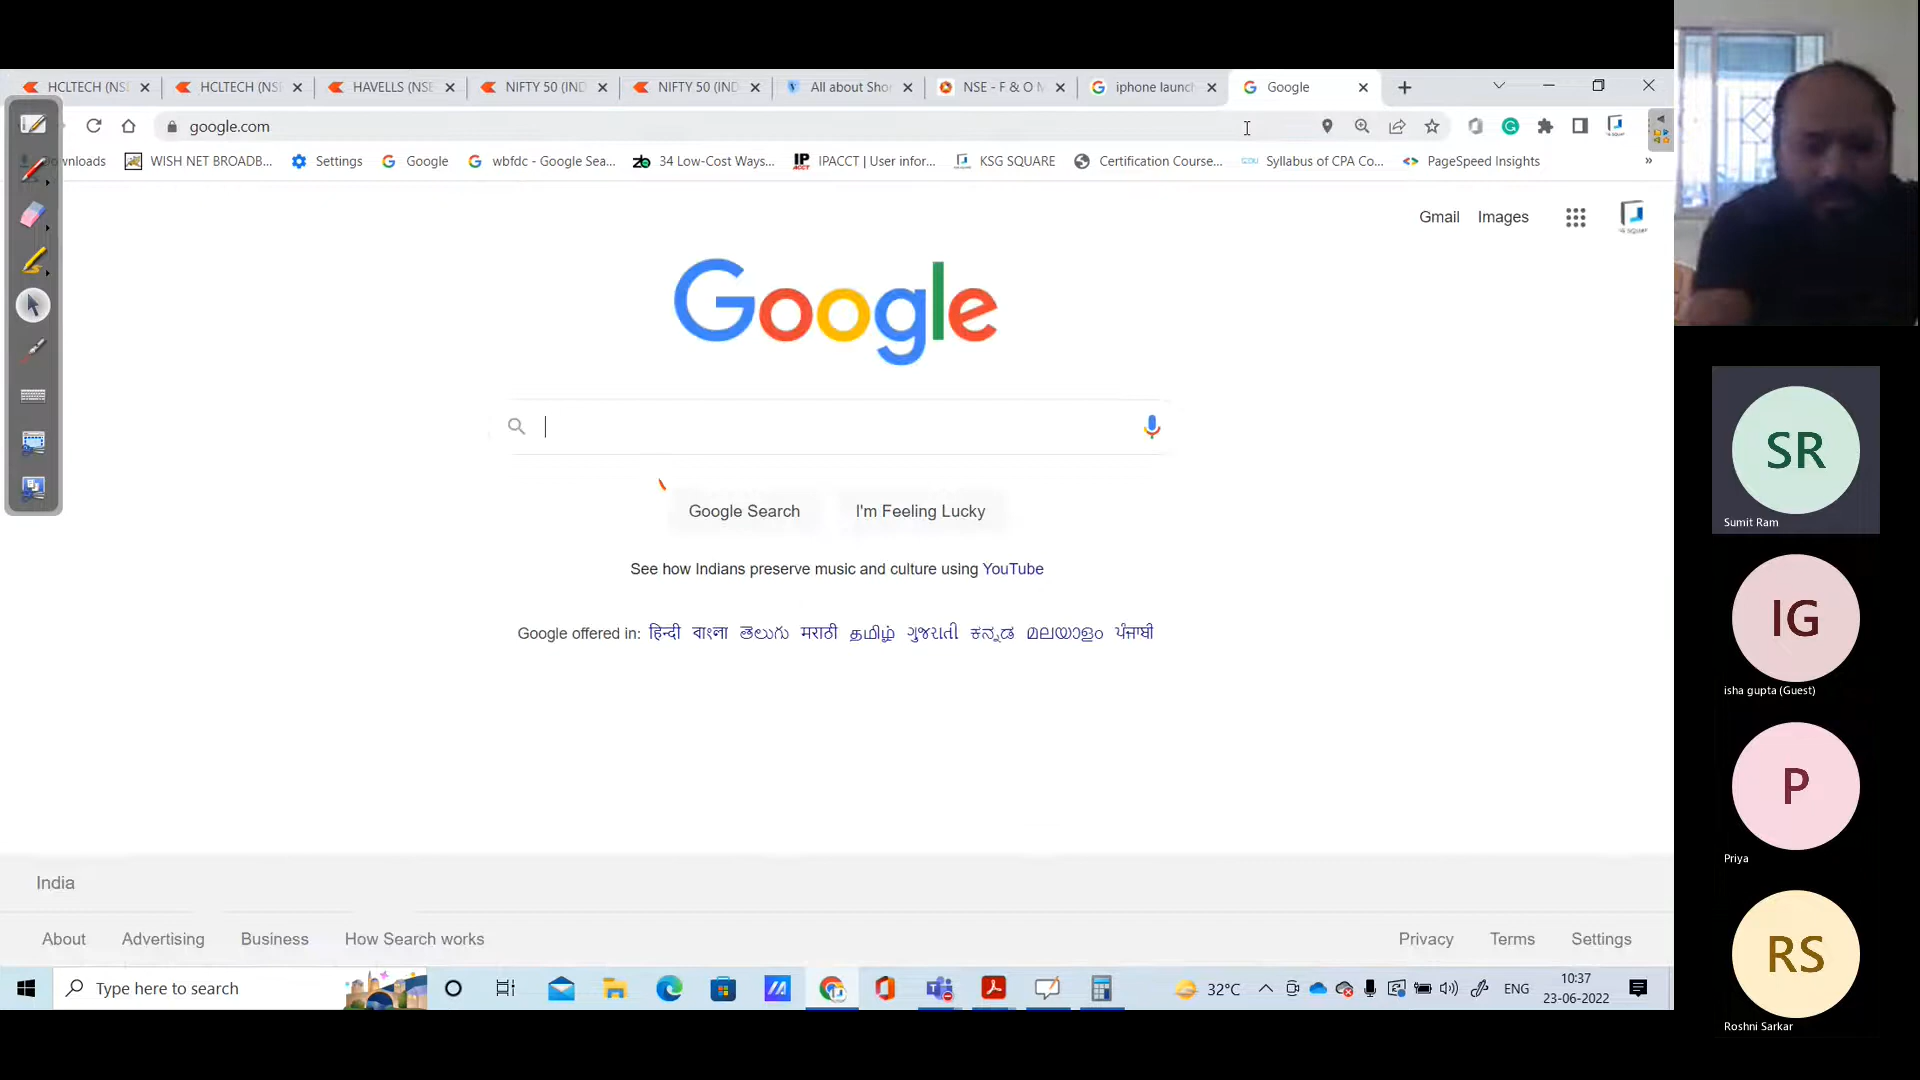 HCLTECH (NS
HCLTECH (NS
HAVELLS (NSE
NIFTY 50 (IND
NIFTY 50 (IND
All about Shor
NSE - F & O M
iphone launch
Google
google.com
ownloads
WISH NET BROADB...
Settings
Google
wbfdc - Google Sea...
34 Low-Cost Ways...
IPACCT | User infor...
KSG SQUARE
Certification Course...
Syllabus of CPA Co...
PageSpeed Insights
»
Gmail
Images
Google
Google Search
I'm Feeling Lucky
See how Indians preserve music and culture using YouTube
Google offered in: हिन्दी বাংলা తెలుగు मराठी தமிழ் ગુજરાતી ಕನ್ನಡ മലയാളം ਪੰਜਾਬੀ
India
About
Advertising
Business
How Search works
Privacy
Terms
Settings
Type here to search
32°C
ENG
10:37
23-06-2022
SR
Sumit Ram
IG
isha gupta (Guest)
P
Priya
RS
Roshni Sarkar